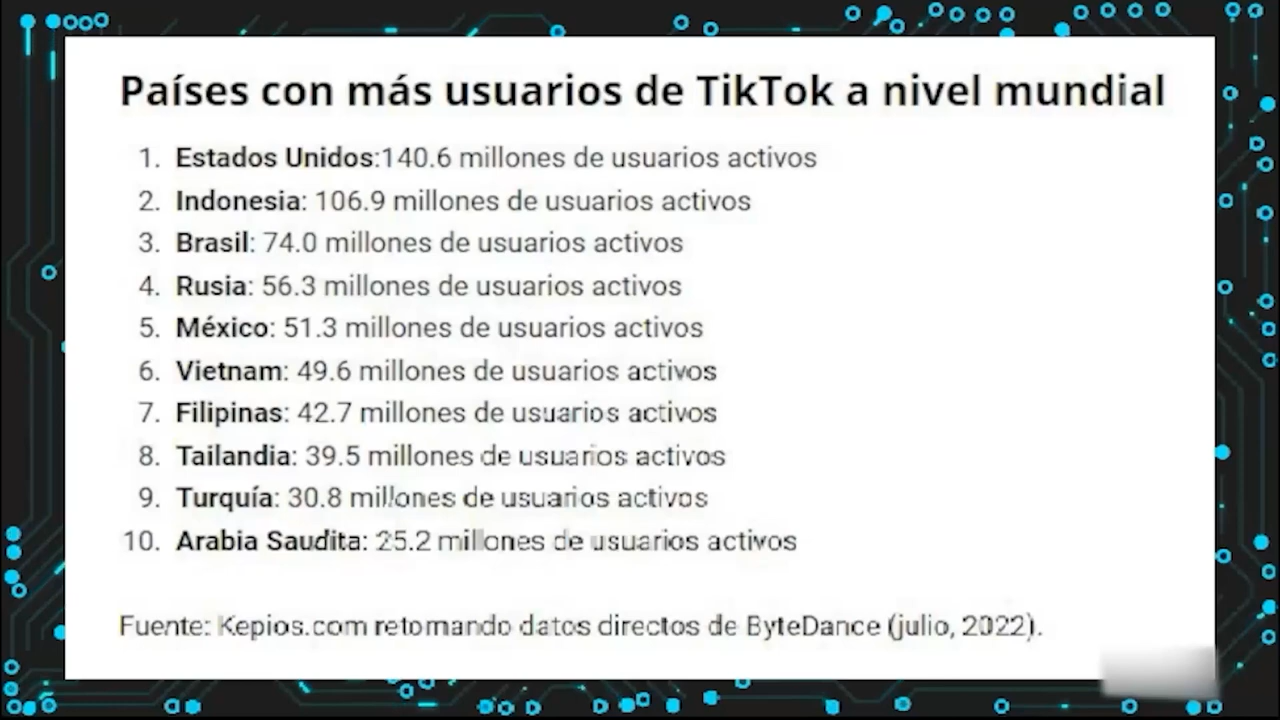 Países con más usuarios de TikTok a nivel mundial
1. Estados Unidos:140.6 millones de usuarios activos
2. Indonesia: 106.9 millones de usuarios activos
3. Brasil: 74.0 millones de usuarios activos
4. Rusia: 56.3 millones de usuarios activos
5. México: 51.3 millones de usuarios activos
6. Vietnam: 49.6 millones de usuarios activos
7. Filipinas: 42.7 millones de usuarios activos
8. Tailandia: 39.5 millones de usuarios activos
9. Turquía: 30.8 millones de usuarios activos
10. Arabia Saudita: 25.2 millones de usuarios activos
Fuente: Kepios.com retomando datos directos de ByteDance (julio, 2022).